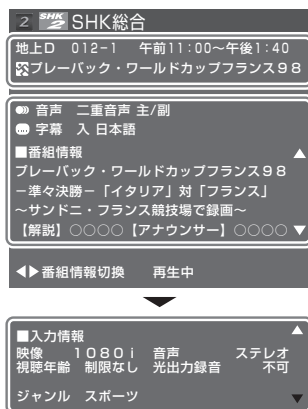 2 SHK 2 SHK総合
地上D 012-1 午前11:00～午後1:40
プレーバック・ワールドカップフランス98
音声 二重音声 主/副
字幕 入 日本語
■番組情報
プレーバック・ワールドカップフランス98
－準々決勝－「イタリア」対「フランス」
～サンドニ・フランス競技場で録画～
【解説】○○○○【アナウンサー】○○○○
番組情報切換 再生中
■入力情報
映像 1080i 音声 ステレオ
視聴年齢 制限なし 光出力録音 不可
ジャンル スポーツ